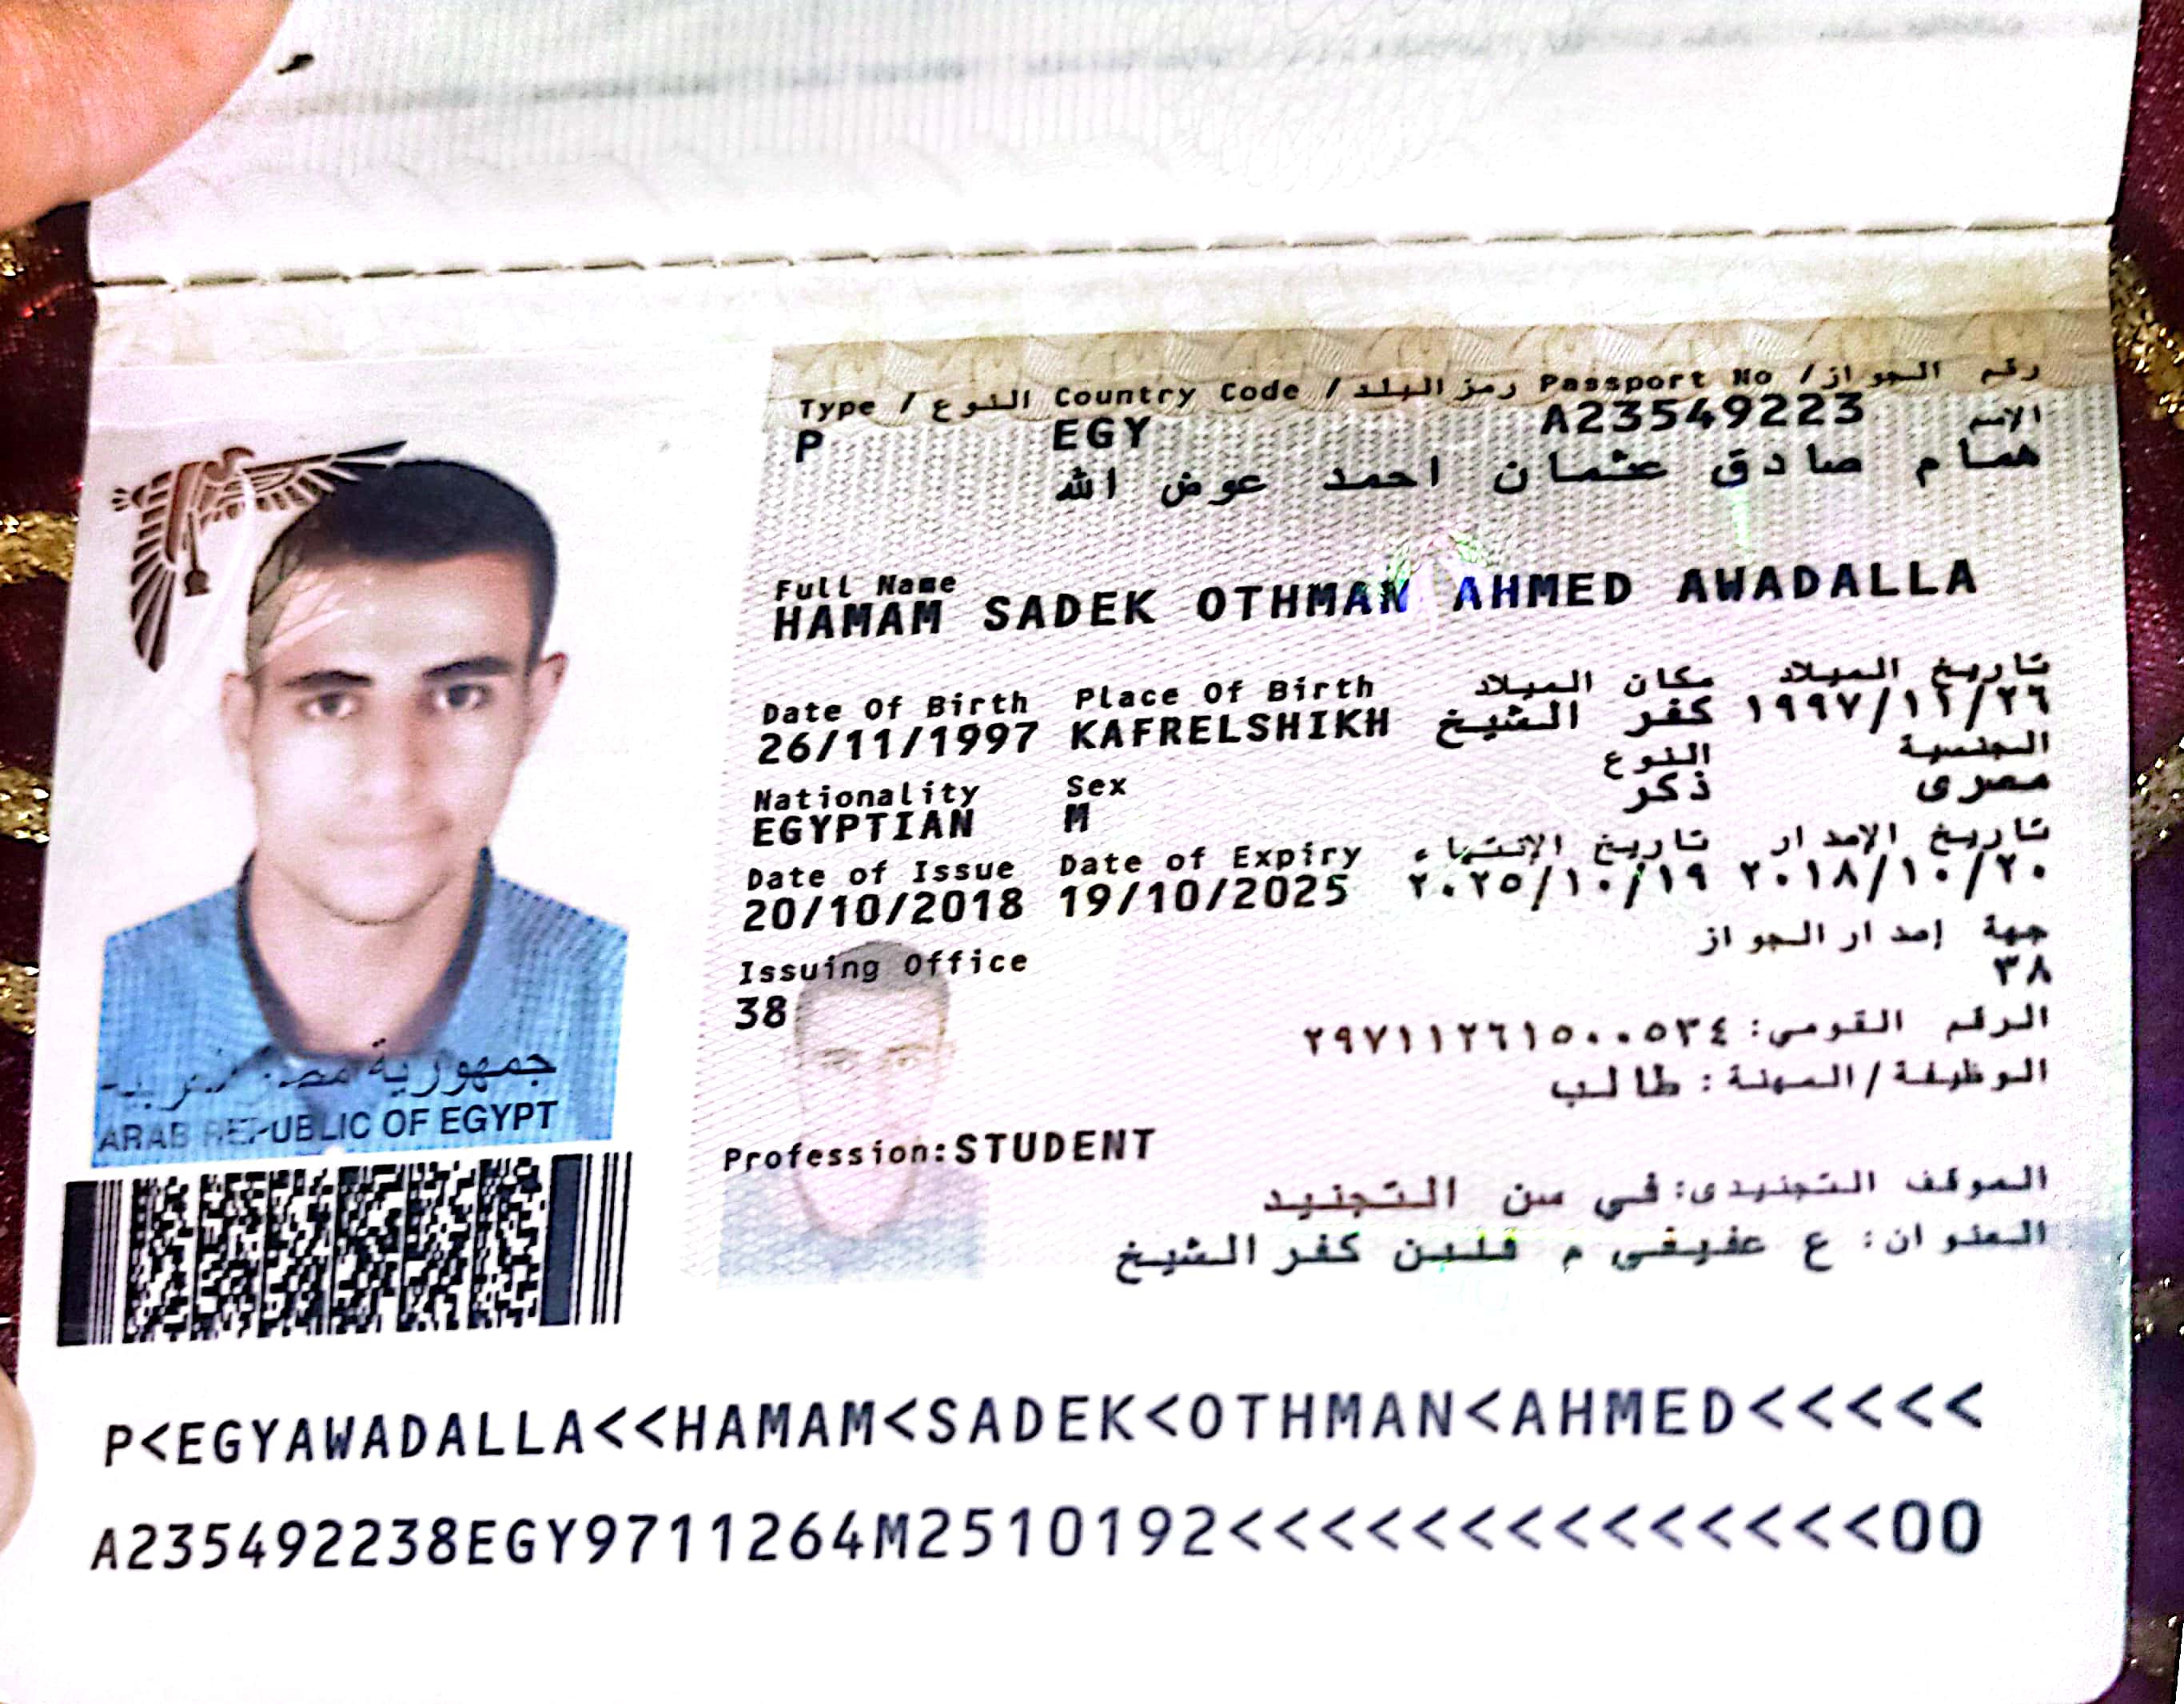 Type / النوع Country Code / رمز البلد Passport No / رقم الجواز
P EGY A23549223 الاسم
همام صادق عثمان احمد عوض الله
Full Name
HAMAM SADEK OTHMAN AHMED AWADALLA
Date Of Birth Place Of Birth مكان الميلاد تاريخ الميلاد
26/11/1997 KAFRELSHIKH كفر الشيخ ١٩٩٧/١١/٢٦
Nationality Sex النوع الجنسية
EGYPTIAN M ذكر مصرى
Date of Issue Date of Expiry تاريخ الإنتهاء تاريخ الإصدار
20/10/2018 19/10/2025 ٢٠٢٥/١٠/١٩ ٢٠١٨/١٠/٢٠
Issuing Office جهة إصدار الجواز
38 ٣٨
الرقم القومى: ٢٩٧١١٢٦١٥٠٠٥٣٤
الوظيفة/المهنة: طالب
Profession:STUDENT
الموقف التجنيدى: في سن التجنيد
العنوان: ع عفيفى م قلين كفر الشيخ
جمهورية مصر
ARAB REPUBLIC OF EGYPT
P<EGYAWADALLA<<HAMAM<SADEK<OTHMAN<AHMED<<<<<
A235492238EGY9711264M2510192<<<<<<<<<<<<<<<00